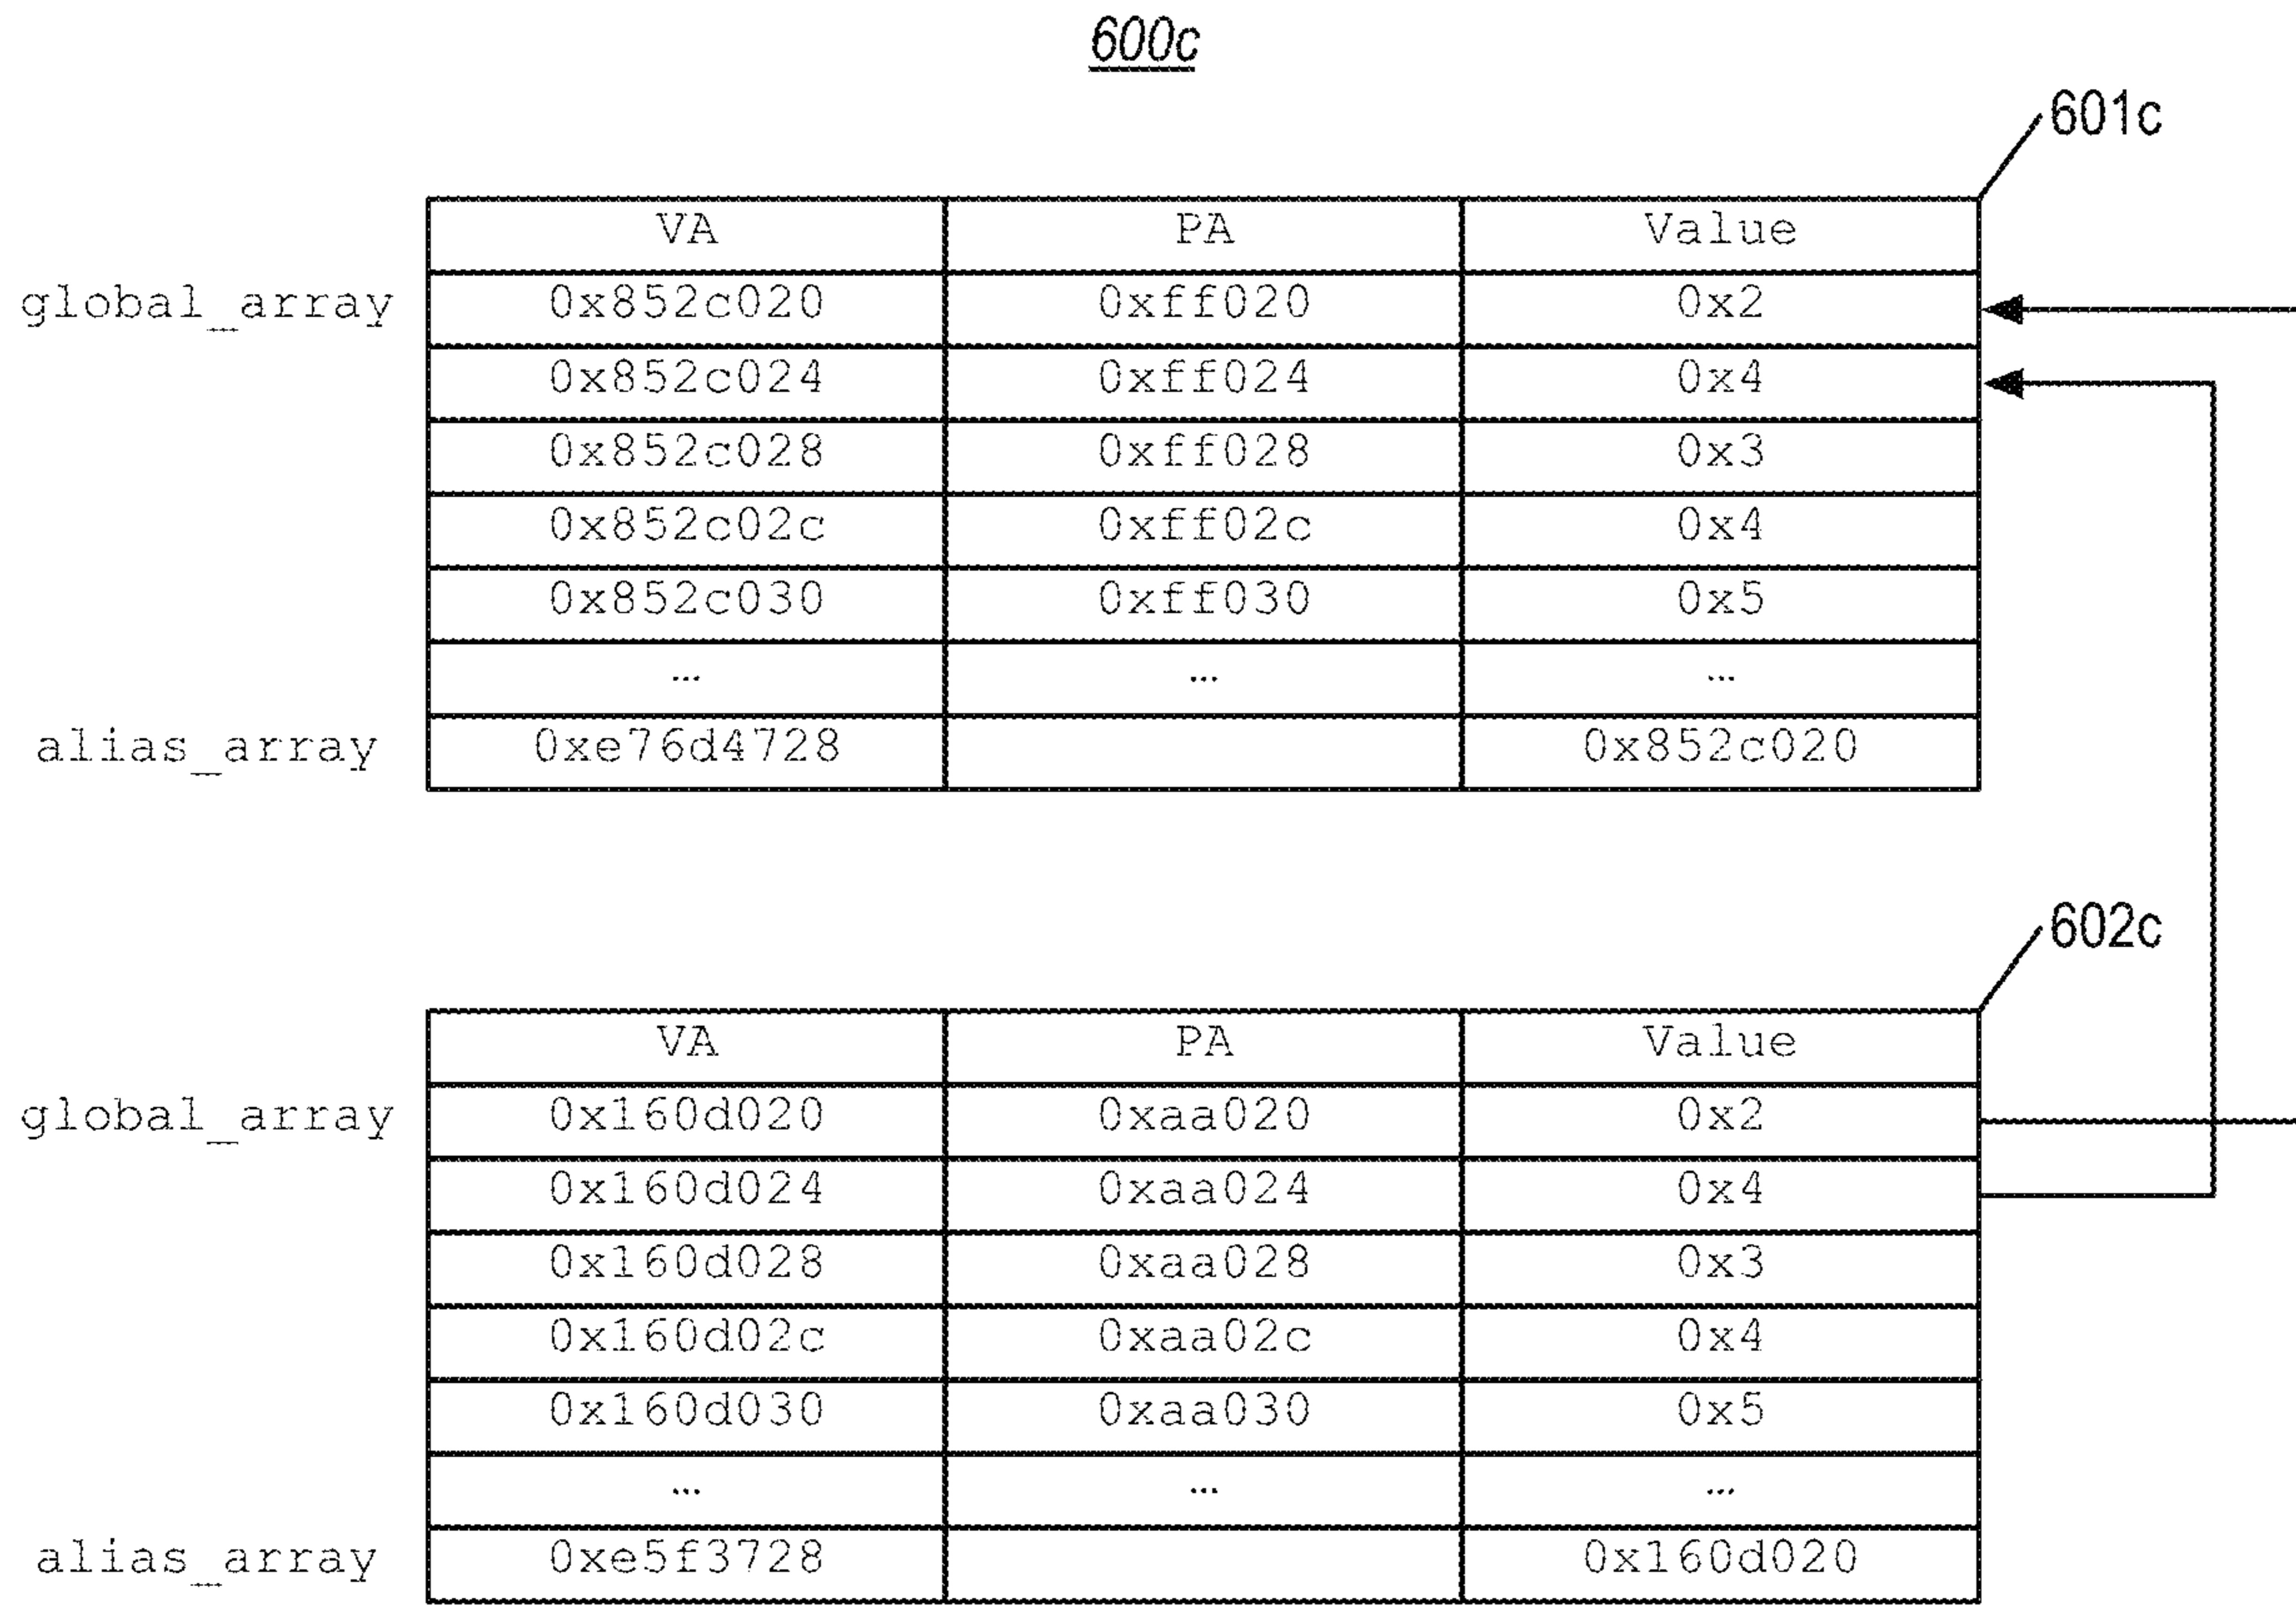 600c
601c
VA PA Value
global_array 0x852c020 0xff020 0x2
0x852c024 0xff024 0x4
0x852c028 0xff028 0x3
0x852c02c 0xff02c 0x4
0x852c030 0xff030 0x5
... ... ...
alias_array 0xe76d4728 0x852c020
602c
VA PA Value
global_array 0x160d020 0xaa020 0x2
0x160d024 0xaa024 0x4
0x160d028 0xaa028 0x3
0x160d02c 0xaa02c 0x4
0x160d030 0xaa030 0x5
... ... ...
alias_array 0xe5f3728 0x160d020